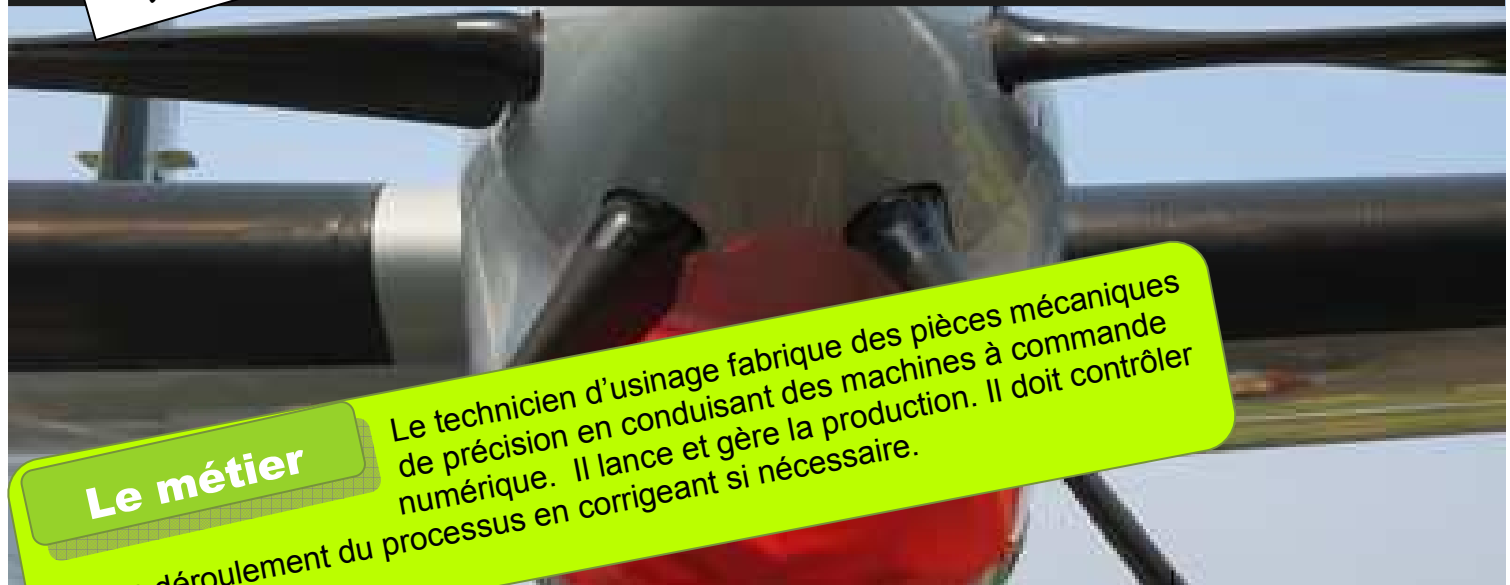 Le métier
Le technicien d’usinage fabrique des pièces mécaniques
de précision en conduisant des machines à commande
numérique. Il lance et gère la production. Il doit contrôler
déroulement du processus en corrigeant si nécessaire.